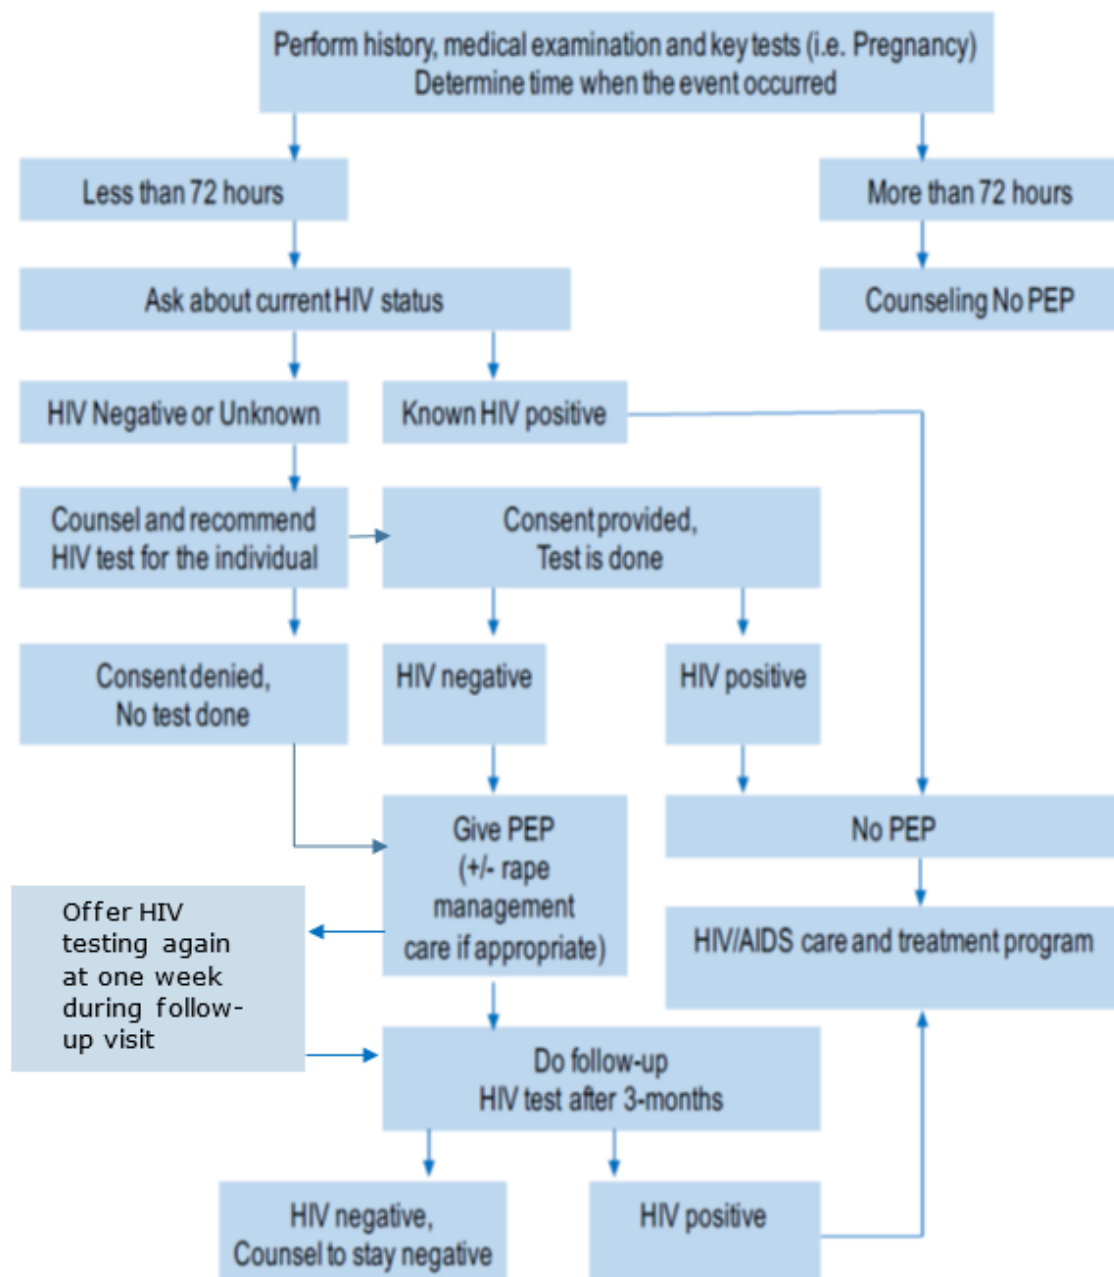 Perform history, medical examination and key tests (i.e. Pregnancy)
Determine time when the event occurred
Less than 72 hours
More than 72 hours
Ask about current HIV status
Counseling No PEP
HIV Negative or Unknown
Known HIV positive
Counsel and recommend
HIV test for the individual
Consent provided,
Test is done
Consent denied,
No test done
HIV negative
HIV positive
Give PEP
(+/- rape
management
care if appropriate)
No PEP
Offer HIV
testing again
at one week
during follow-
up visit
HIV/AIDS care and treatment program
Do follow-up
HIV test after 3-months
HIV negative,
Counsel to stay negative
HIV positive